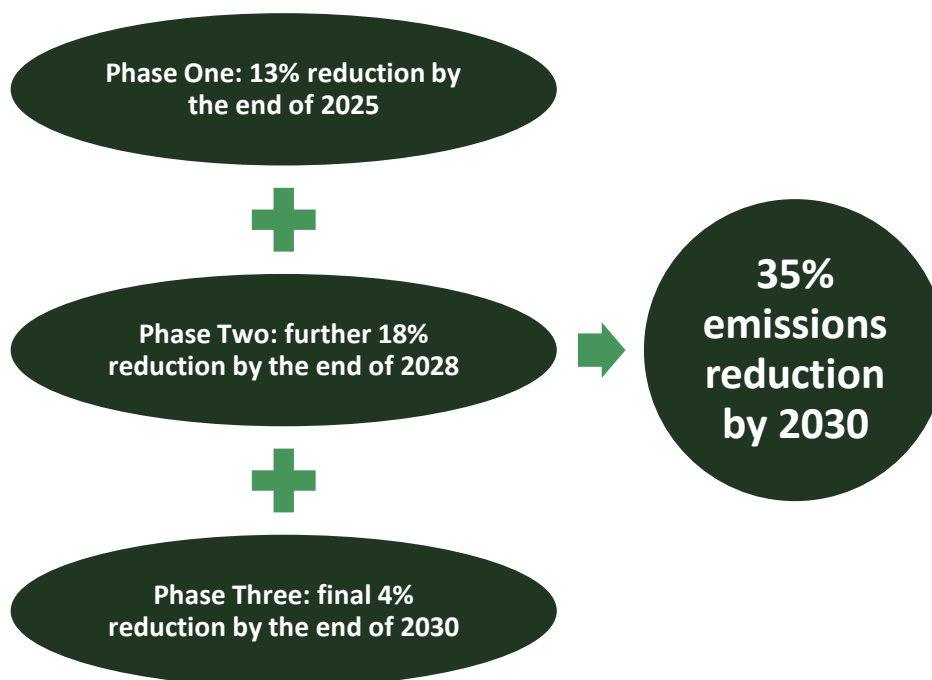 Phase One: 13% reduction by
the end of 2025
Phase Two: further 18%
reduction by the end of 2028
Phase Three: final 4%
reduction by the end of 2030
35%
emissions
reduction
by 2030